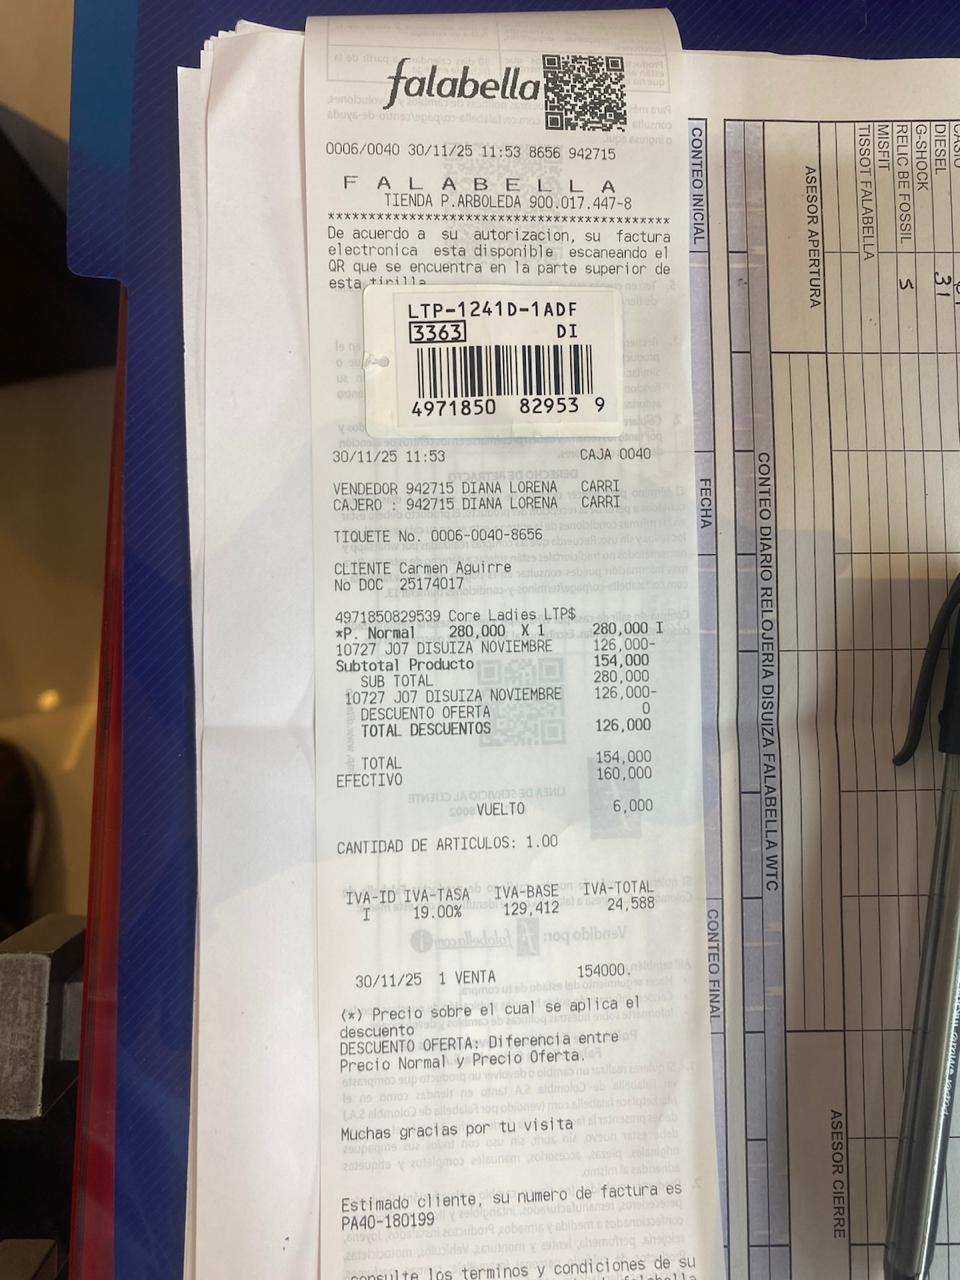 falabella
0006/0040 30/11/25 11:53 8656 942715
F A L A B E L L A
TIENDA P.ARBOLEDA 900.017.447-8
****************************************
De acuerdo a su autorizacion, su factura
electronica esta disponible escaneando el
QR que se encuentra en la parte superior de
esta tirilla
LTP-1241D-1ADF
3363 DI
4971850 82953 9
30/11/25 11:53 CAJA 0040
VENDEDOR 942715 DIANA LORENA CARRI
CAJERO : 942715 DIANA LORENA CARRI
TIQUETE No. 0006-0040-8656
CLIENTE Carmen Aguirre
No DOC 25174017
4971850829539 Core Ladies LTP$
*P. Normal 280,000 X 1 280,000 I
10727 J07 DISUIZA NOVIEMBRE 126,000-
Subtotal Producto 154,000
SUB TOTAL 280,000
10727 J07 DISUIZA NOVIEMBRE 126,000-
DESCUENTO OFERTA 0
TOTAL DESCUENTOS 126,000
TOTAL 154,000
EFECTIVO 160,000
VUELTO 6,000
CANTIDAD DE ARTICULOS: 1.00
IVA-ID IVA-TASA IVA-BASE IVA-TOTAL
I 19.00% 129,412 24,588
30/11/25 1 VENTA 154000,
(*) Precio sobre el cual se aplica el
descuento
DESCUENTO OFERTA: Diferencia entre
Precio Normal y Precio Oferta.
Muchas gracias por tu visita
Estimado cliente, su numero de factura es
PA40-180199
consulte los terminos y condiciones de su
CONTEO INICIAL
FECHA
CONTEO FINAL
CONTEO DIARIO RELOJERIA DISUIZA FALABELLA WTC
ASESOR APERTURA
ASESOR CIERRE
CASIO
DIESEL 31
G-SHOCK
RELIC BE FOSSIL 5
MISFIT
TISSOT FALABELLA